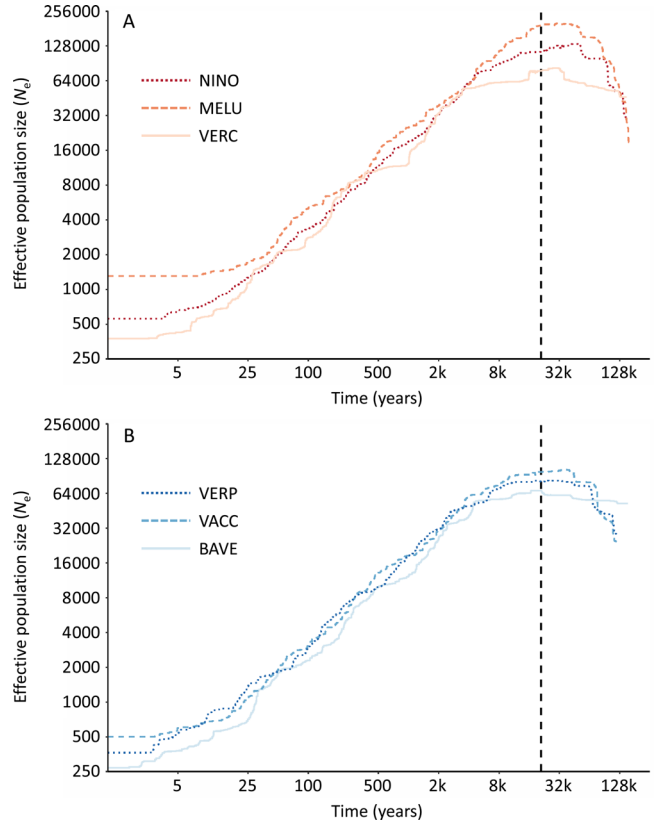 A
256000
128000
64000
32000
16000
8000
4000
2000
1000
500
250
Effective population size (Ne)
NINO
MELU
VERC
5 25 100 500 2k 8k 32k 128k
Time (years)
B
256000
128000
64000
32000
16000
8000
4000
2000
1000
500
250
Effective population size (Ne)
VERP
VACC
BAVE
5 25 100 500 2k 8k 32k 128k
Time (years)